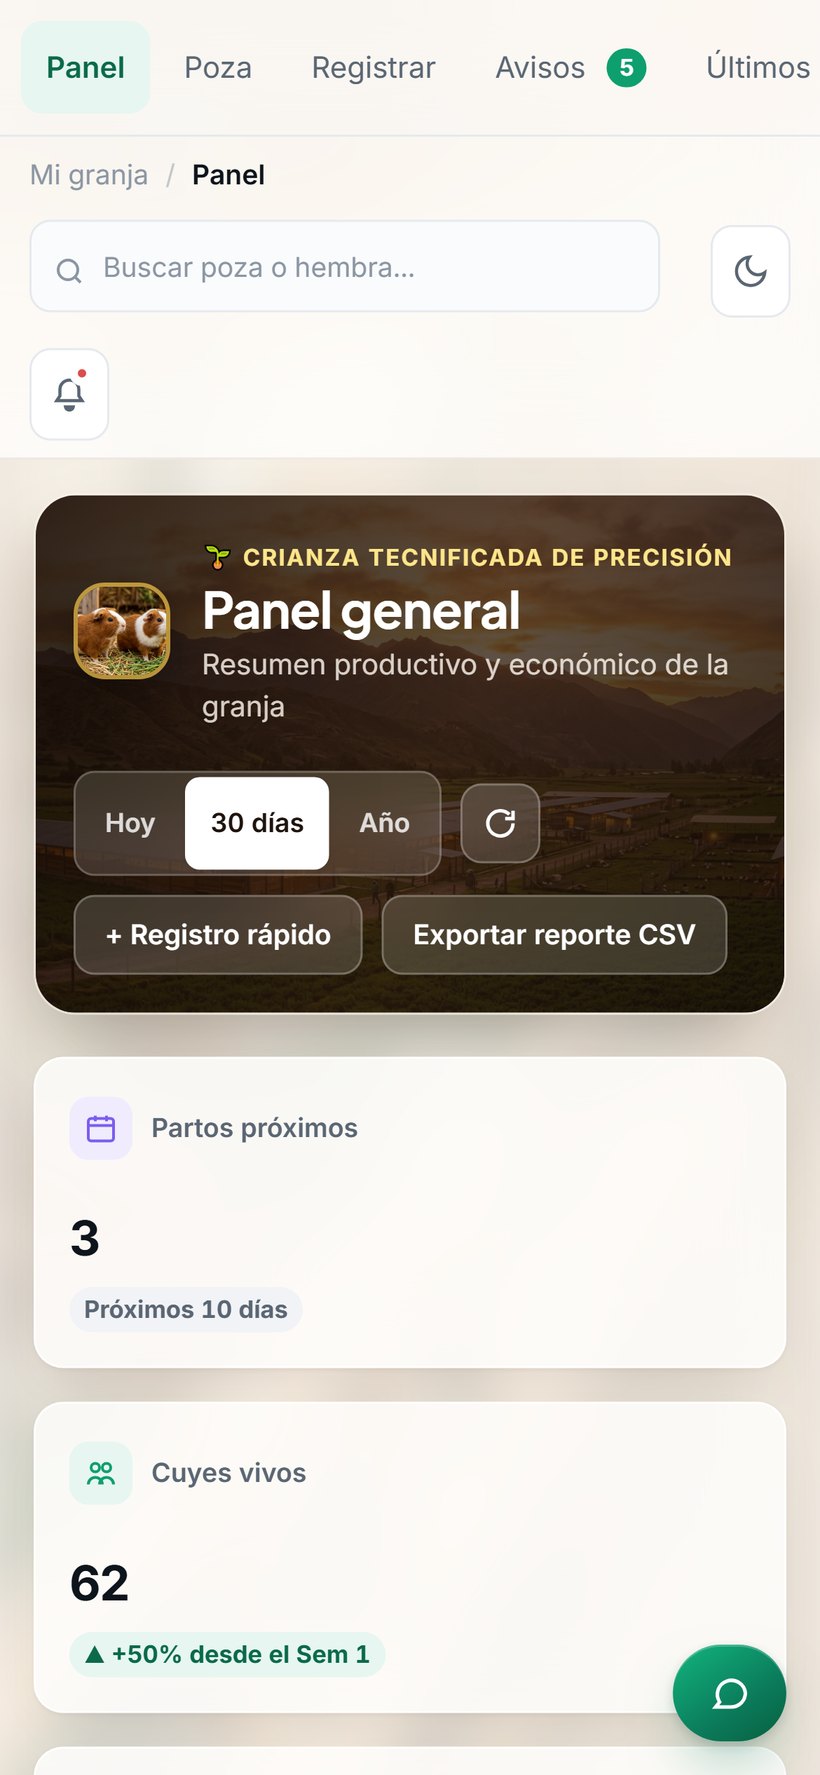 Panel Poza Registrar Avisos 5 Últimos
Mi granja / Panel
Buscar poza o hembra...
CRIANZA TECNIFICADA DE PRECISIÓN
Panel general
Resumen productivo y económico de la
granja
Hoy 30 días Año
+ Registro rápido Exportar reporte CSV
Partos próximos
3
Próximos 10 días
Cuyes vivos
62
▲ +50% desde el Sem 1